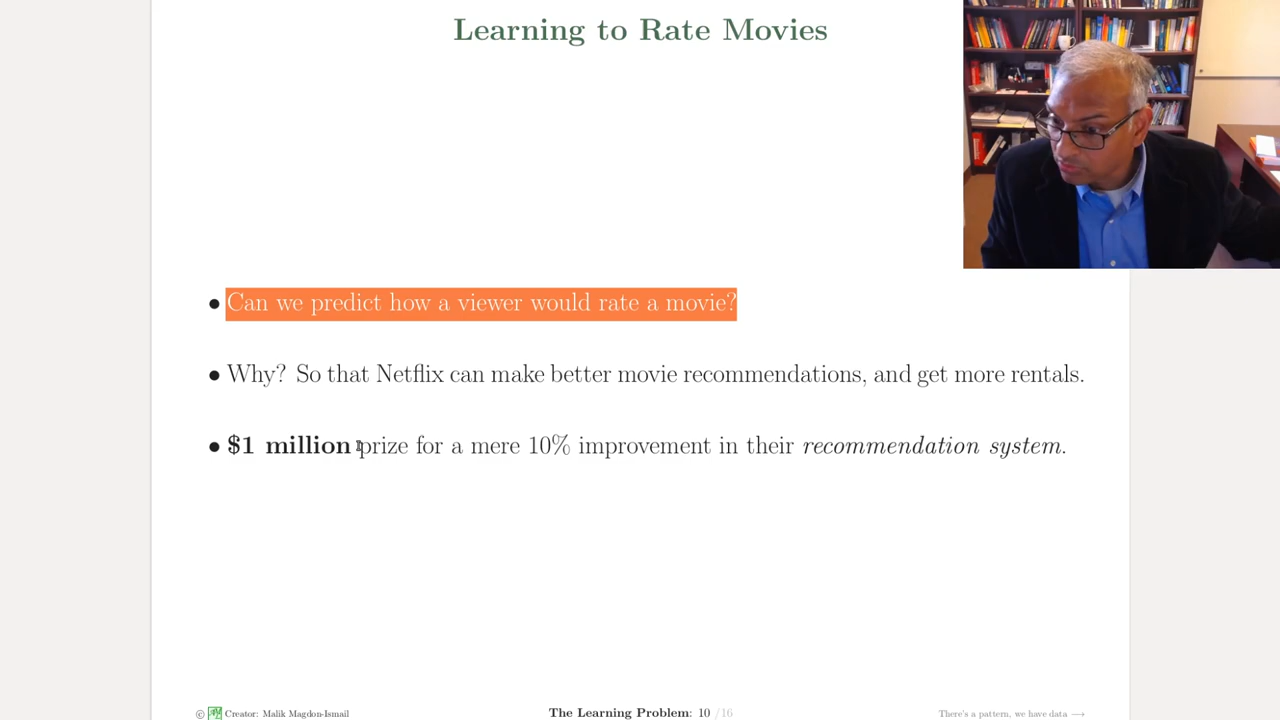 Learning to Rate Movies
• Can we predict how a viewer would rate a movie?
• Why? So that Netflix can make better movie recommendations, and get more rentals.
• $1 million prize for a mere 10% improvement in their recommendation system.
© Creator: Malik Magdon-Ismail
The Learning Problem: 10 /16
There's a pattern, we have data →